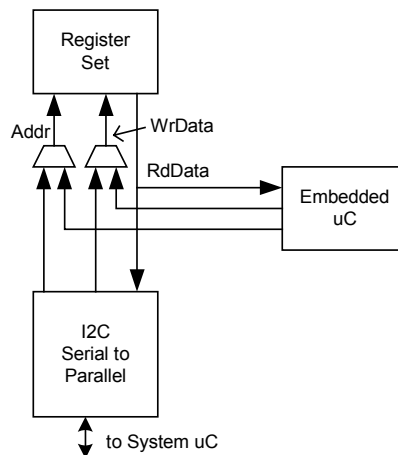 Register
Set
Addr
WrData
RdData
Embedded
uC
I2C
Serial to
Parallel
to System uC